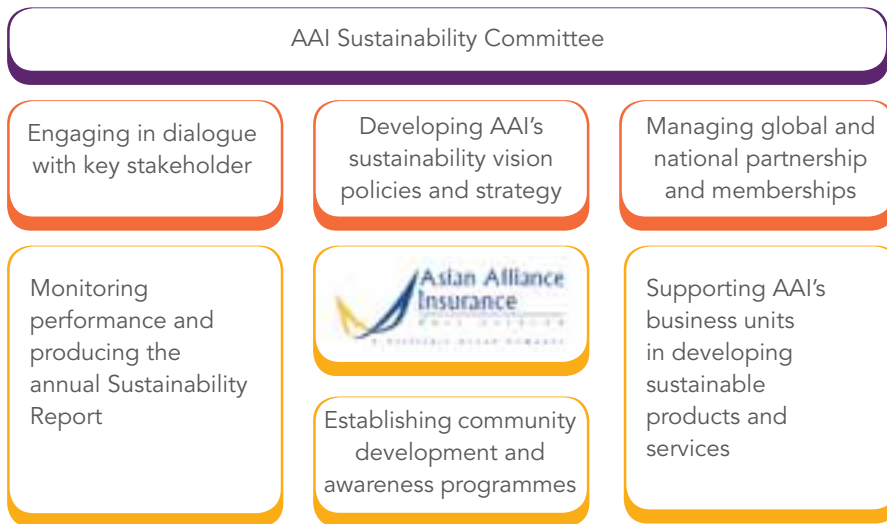 AAI Sustainability Committee
Engaging in dialogue
with key stakeholder
Developing AAI's
sustainability vision
policies and strategy
Managing global and
national partnership
and memberships
Monitoring
performance and
producing the
annual Sustainability
Report
Asian Alliance
Insurance
Supporting AAI's
business units
in developing
sustainable
products and
services
Establishing community
development and
awareness programmes